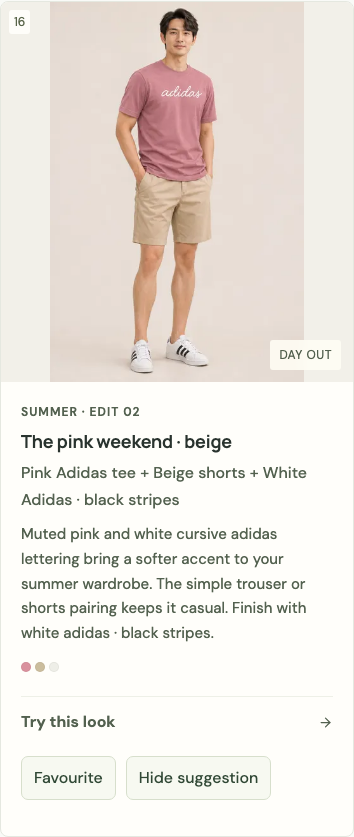 16
adidas
DAY OUT
SUMMER · EDIT 02
The pink weekend · beige
Pink Adidas tee + Beige shorts + White
Adidas · black stripes
Muted pink and white cursive adidas
lettering bring a softer accent to your
summer wardrobe. The simple trouser or
shorts pairing keeps it casual. Finish with
white adidas · black stripes.
Try this look →
Favourite
Hide suggestion